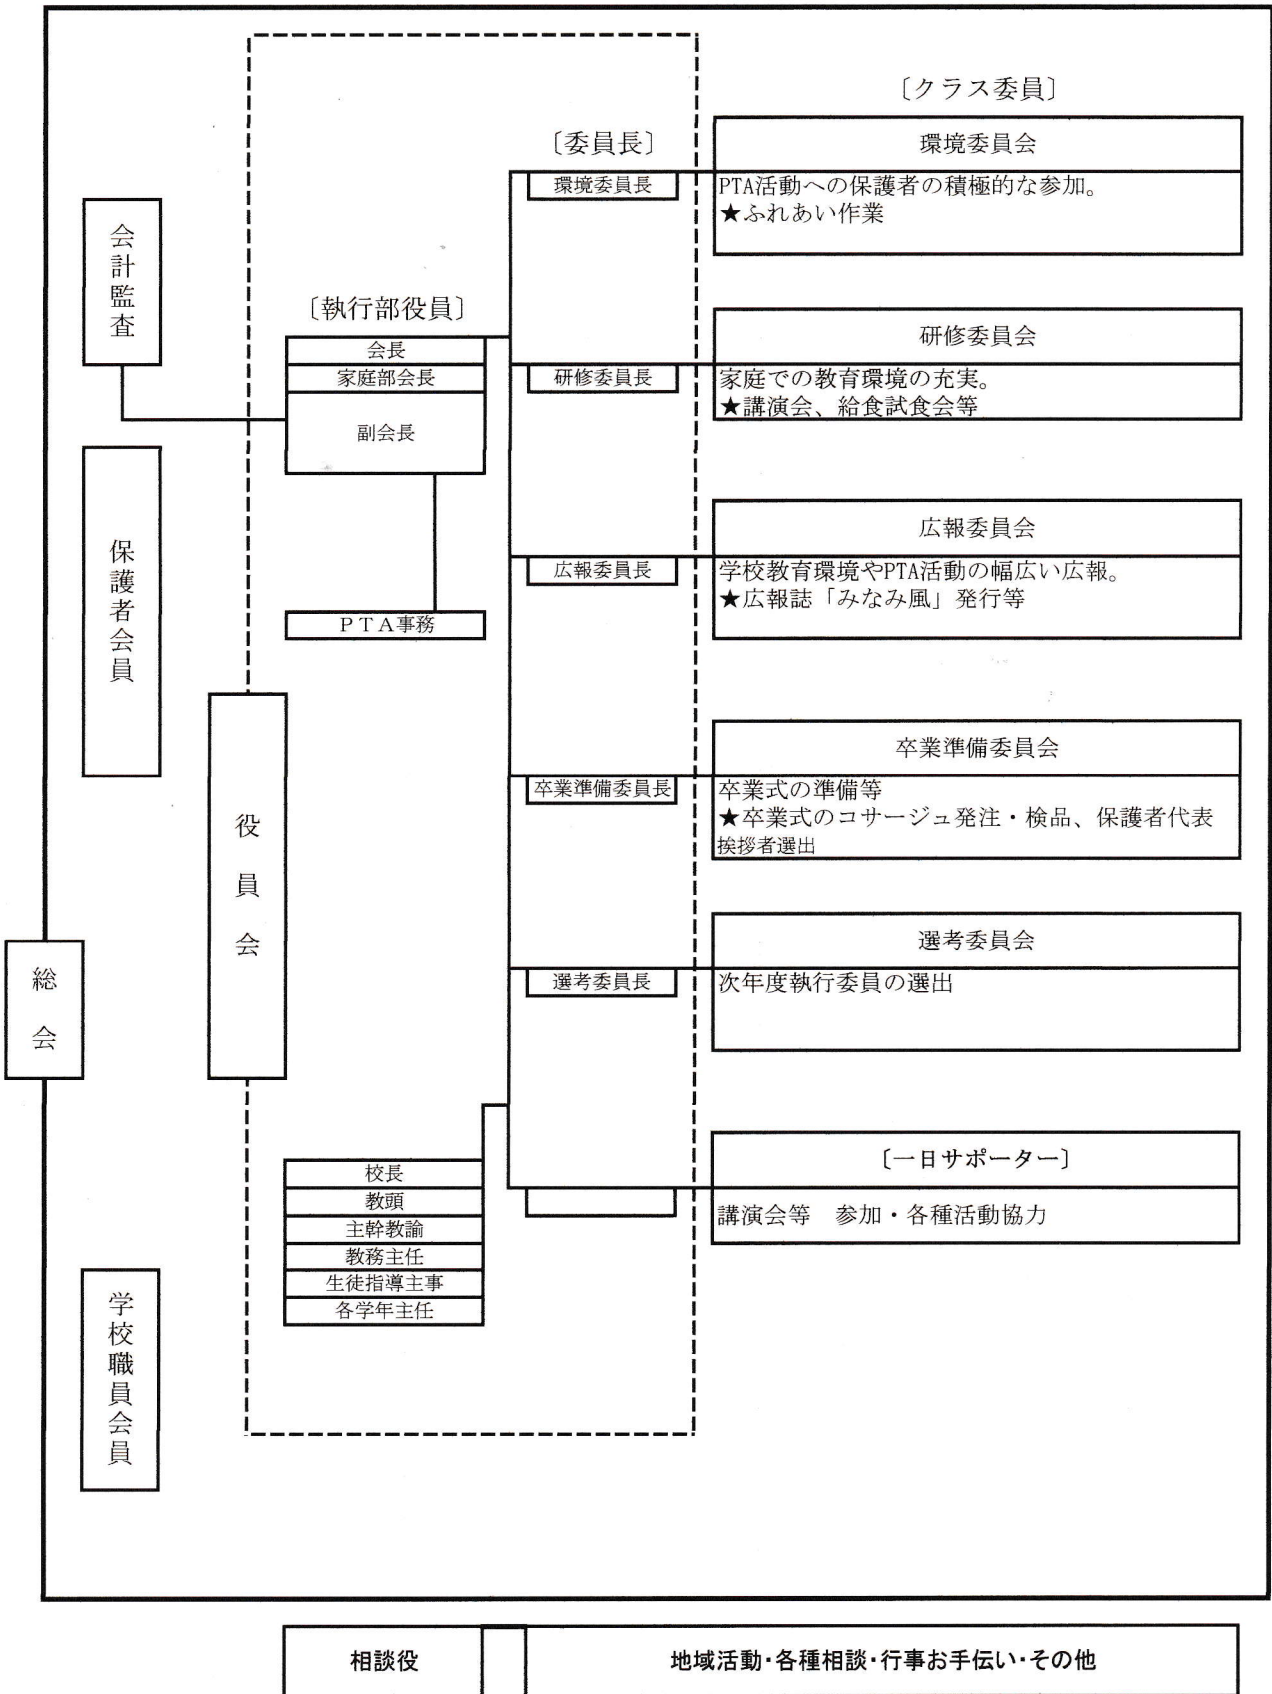 〔クラス委員〕
〔委員長〕
環境委員会
環境委員長
PTA活動への保護者の積極的な参加。
★ふれあい作業
会計監査
〔執行部役員〕
会長
家庭部会長
副会長
研修委員会
研修委員長
家庭での教育環境の充実。
★講演会、給食試食会等
保護者会員
広報委員会
広報委員長
学校教育環境やPTA活動の幅広い広報。
★広報誌「みなみ風」発行等
PTA事務
役員会
卒業準備委員会
卒業準備委員長
卒業式の準備等
★卒業式のコサージュ発注・検品、保護者代表
挨拶者選出
総会
選考委員会
選考委員長
次年度執行委員の選出
〔一日サポーター〕
講演会等　参加・各種活動協力
校長
教頭
主幹教諭
教務主任
生徒指導主事
各学年主任
学校職員会員
相談役
地域活動・各種相談・行事お手伝い・その他